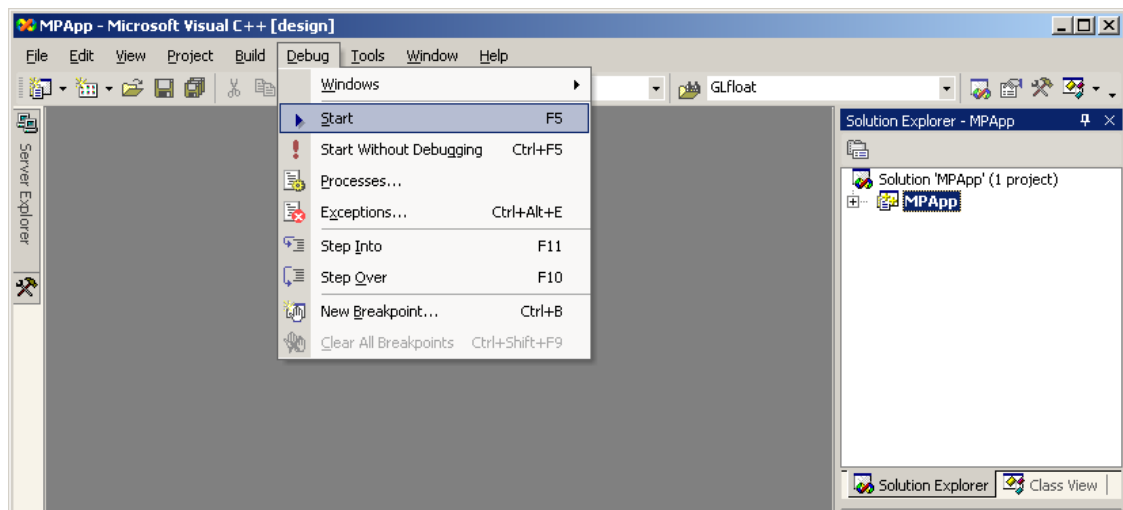 MPApp - Microsoft Visual C++ [design]
File Edit View Project Build Debug Tools Window Help
GLfloat
Windows
Start F5
Start Without Debugging Ctrl+F5
Processes...
Exceptions... Ctrl+Alt+E
Step Into F11
Step Over F10
New Breakpoint... Ctrl+B
Clear All Breakpoints Ctrl+Shift+F9
Server Explorer
Solution Explorer - MPApp
Solution 'MPApp' (1 project)
MPApp
Solution Explorer Class View